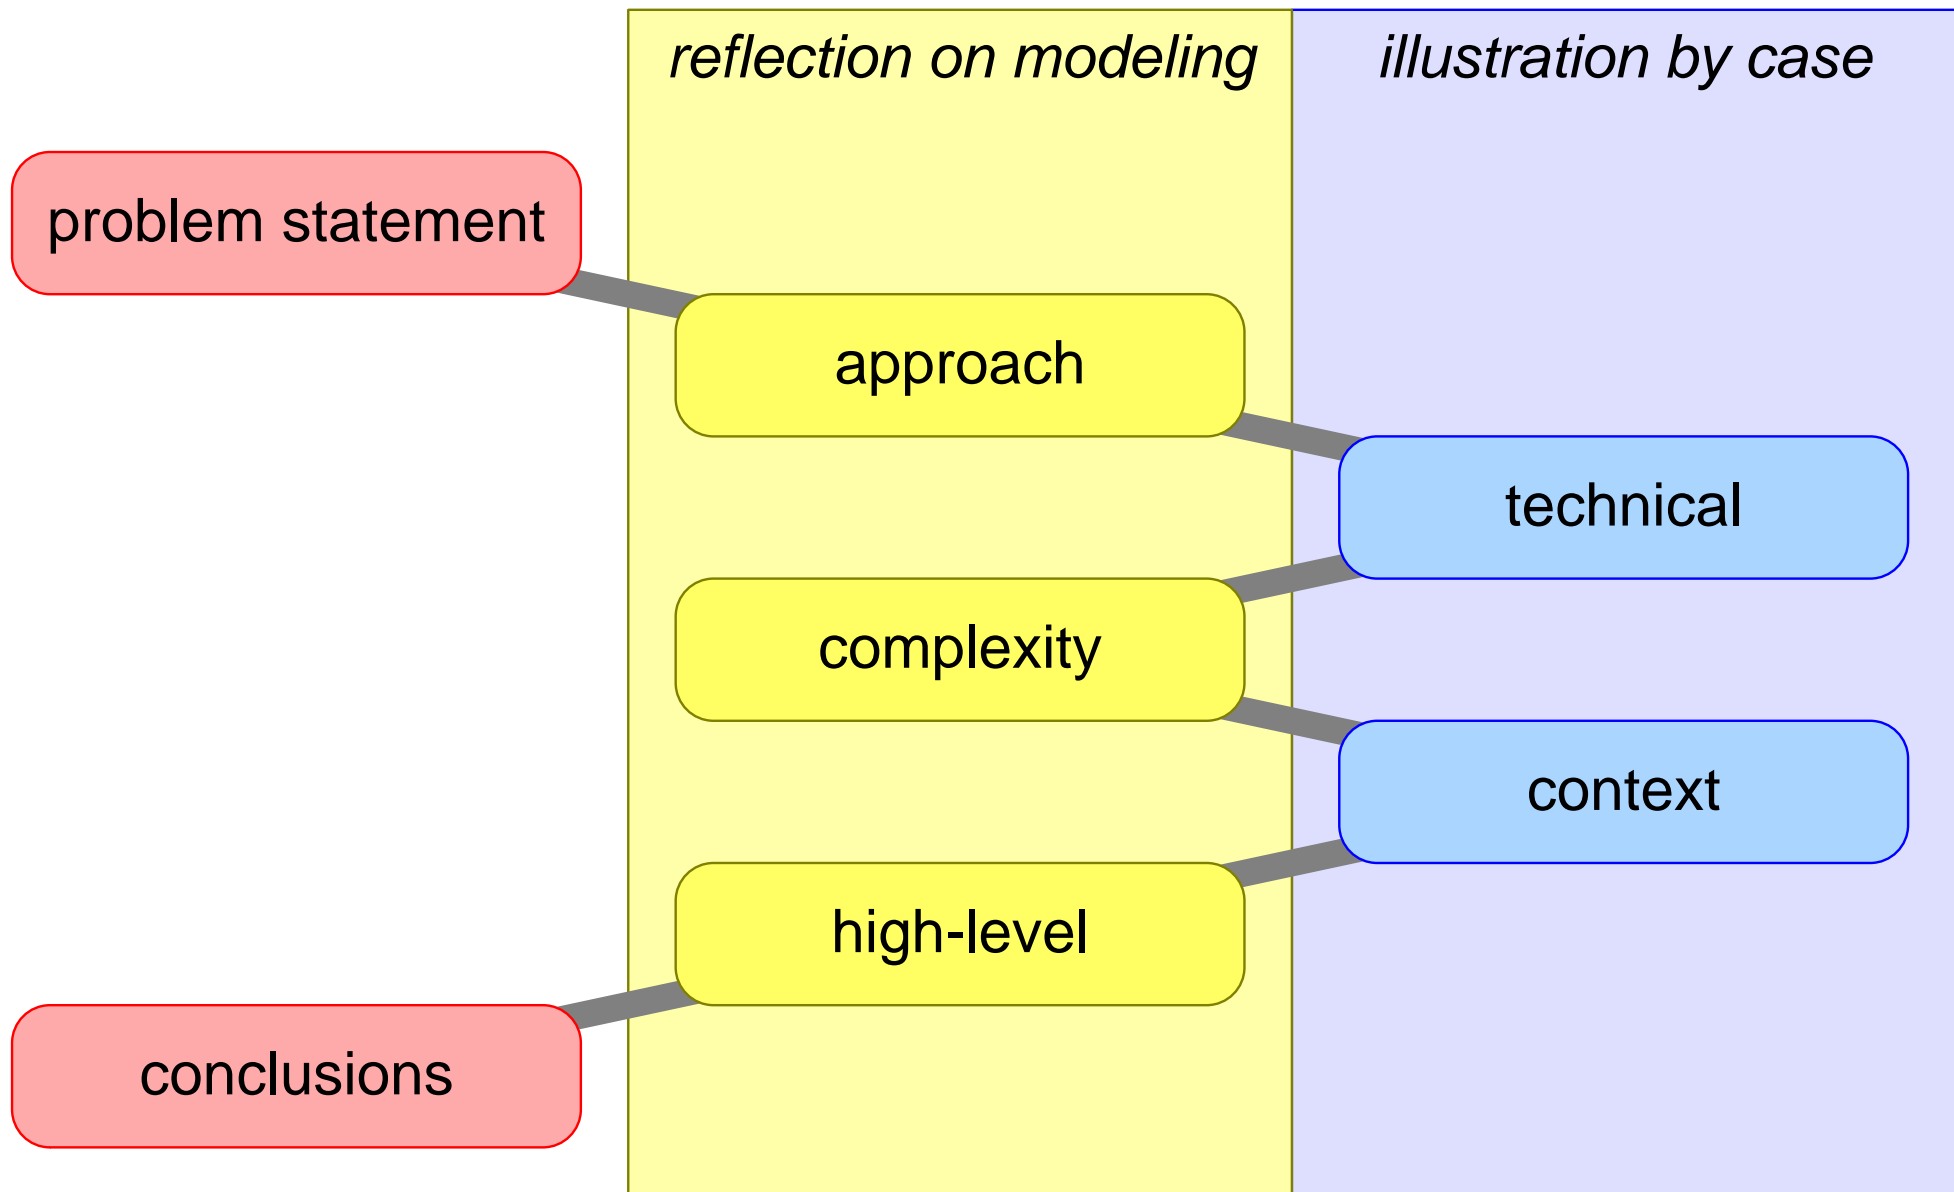 reflection on modeling
illustration by case
problem statement
approach
technical
complexity
context
high-level
conclusions